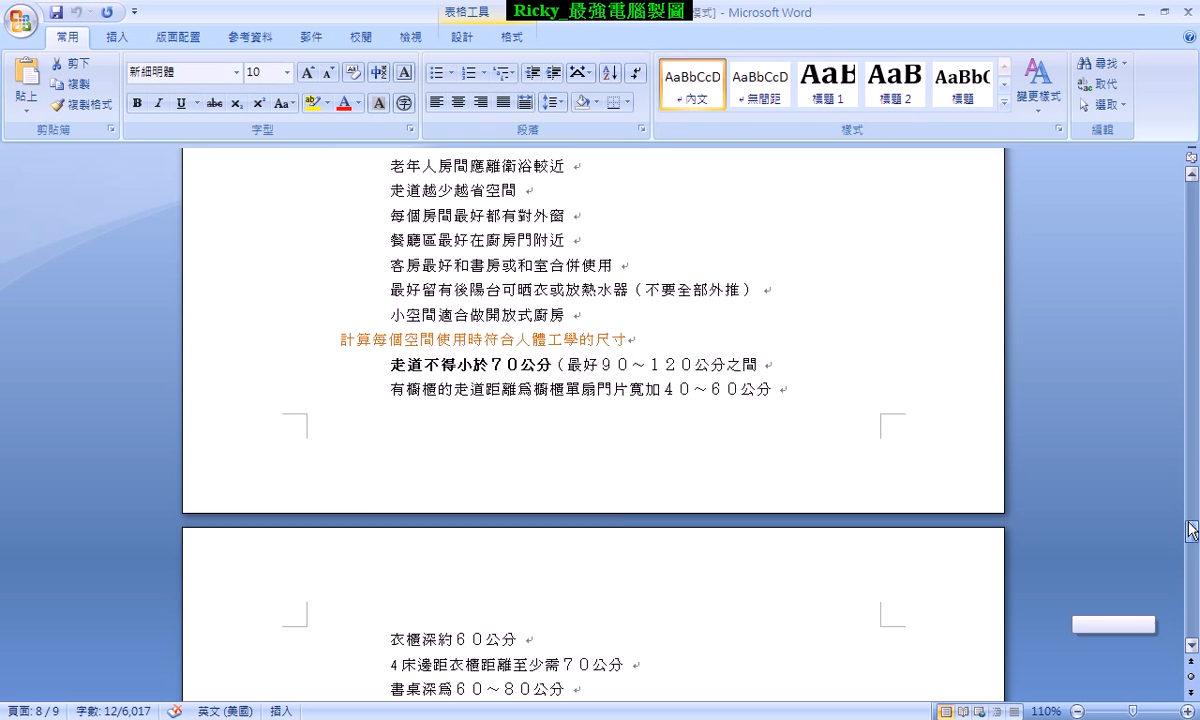 表格工具
Ricky_最強電腦製圖
模式] - Microsoft Word
常用
插入
版面配置
參考資料
郵件
校閱
檢視
設計
格式
貼上
剪下
複製
複製格式
剪貼簿
新細明體
10
字型
段落
AaBbCcD
內文
AaBbCcD
無間距
AaB
標題 1
AaB
標題 2
AaBbC
標題
變更樣式
樣式
尋找
取代
選取
編輯
老年人房間應離衛浴較近
走道越少越省空間
每個房間最好都有對外窗
餐廳區最好在廚房門附近
客房最好和書房或和室合併使用
最好留有後陽台可晒衣或放熱水器（不要全部外推）
小空間適合做開放式廚房
計算每個空間使用時符合人體工學的尺寸
走道不得小於７０公分（最好９０～１２０公分之間
有櫥櫃的走道距離為櫥櫃單扇門片寬加４０～６０公分
衣櫃深約６０公分
4 床邊距衣櫃距離至少需７０公分
書桌深為６０～８０公分
頁面: 8 / 9
字數: 12/6,017
英文 (美國)
插入
110%